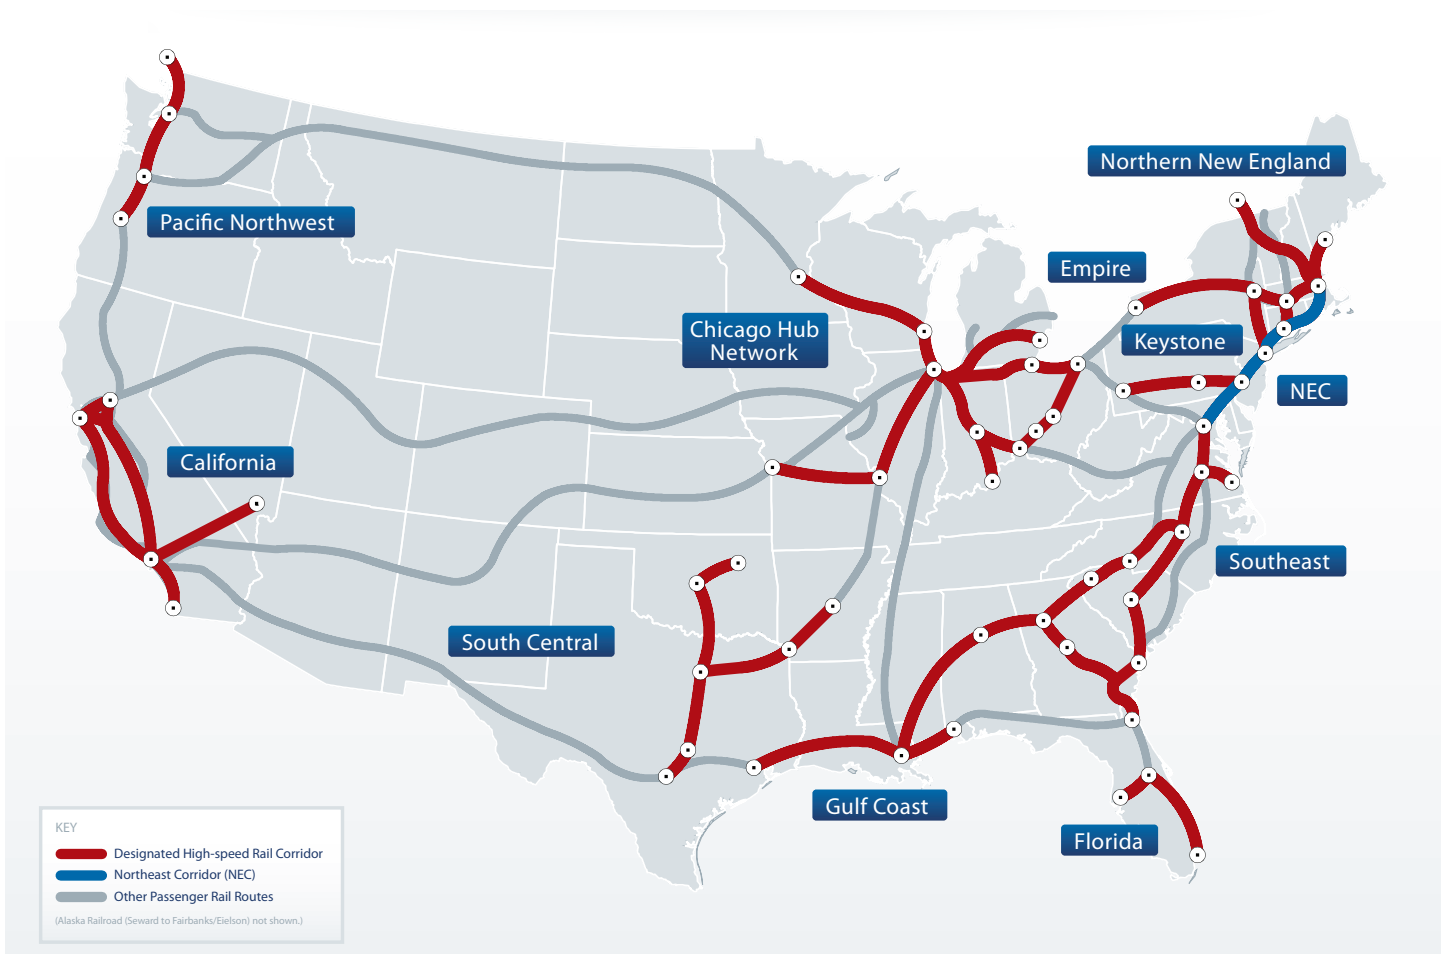 Northern New England
Pacific Northwest
Empire
Chicago Hub
Network
Keystone
NEC
California
Southeast
South Central
Gulf Coast
Florida
KEY
Designated High-speed Rail Corridor
Northeast Corridor (NEC)
Other Passenger Rail Routes
(Alaska Railroad (Seward to Fairbanks/Eielson) not shown.)